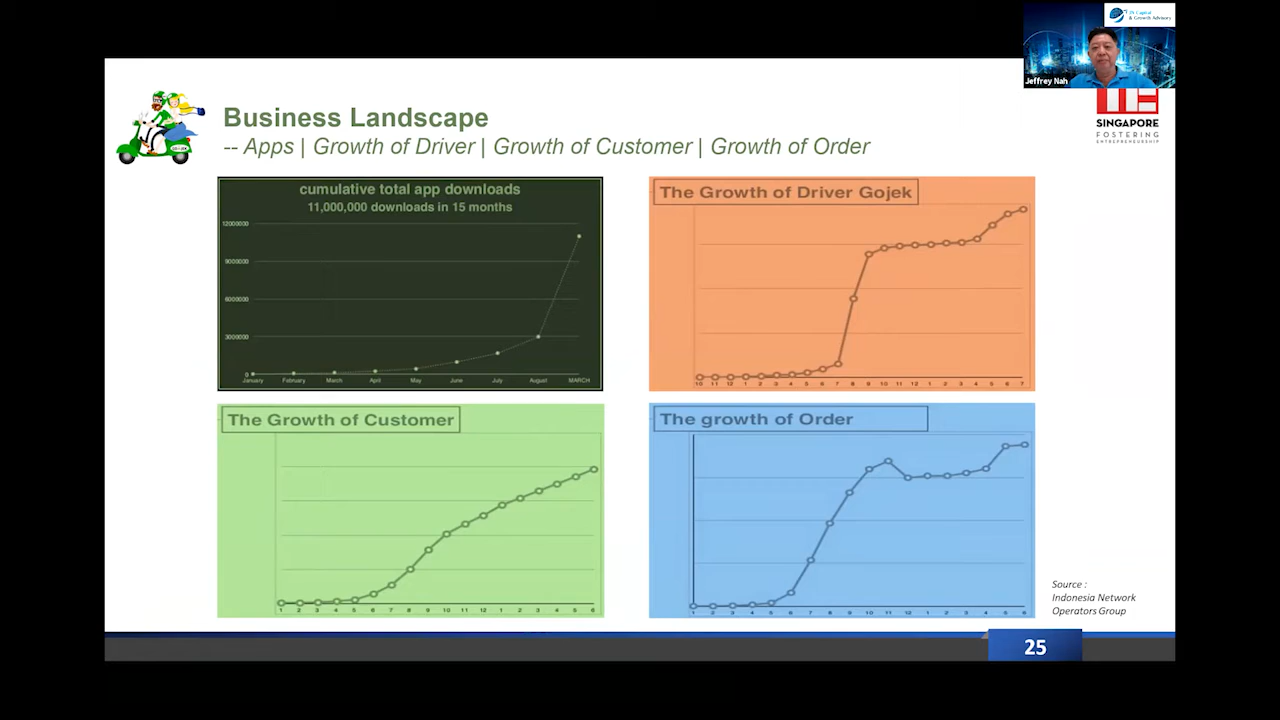 TY Capital
& Growth Advisory
Jeffrey Nah
Business Landscape
-- Apps | Growth of Driver | Growth of Customer | Growth of Order
SINGAPORE
FOSTERING
ENTREPRENEURSHIP
cumulative total app downloads
11,000,000 downloads in 15 months
12000000
9000000
6000000
3000000
0
January February March April May June July August MARCH
The Growth of Driver Gojek
10 11 12 1 2 3 4 5 6 7 8 9 10 11 12 1 2 3 4 5 6 7
The Growth of Customer
1 2 3 4 5 6 7 8 9 10 11 12 1 2 3 4 5 6
The growth of Order
1 2 3 4 5 6 7 8 9 10 11 12 1 2 3 4 5 6
Source :
Indonesia Network
Operators Group
25